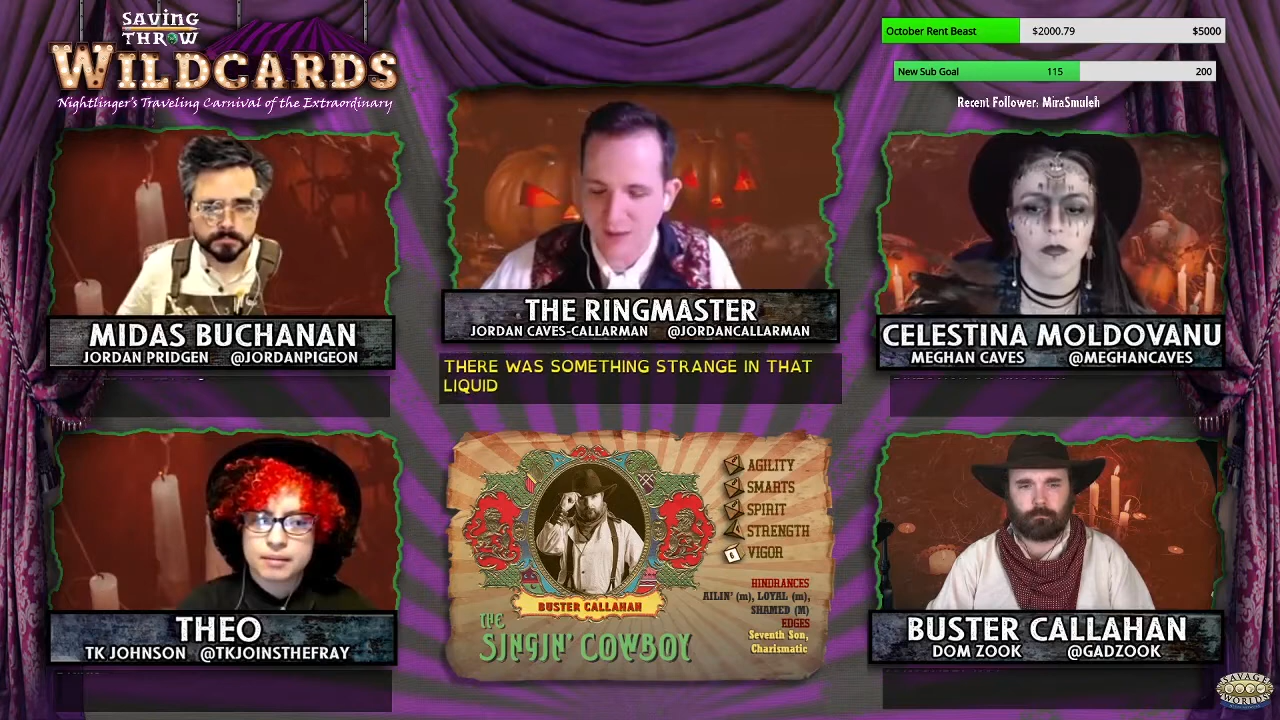 SAVING
THROW
WILDCARDS
Nightlinger's Traveling Carnival of the Extraordinary
October Rent Beast $2000.79 $5000
New Sub Goal 115 200
Recent Follower: MiraSmuleh
MIDAS BUCHANAN
JORDAN PRIDGEN @JORDANPIGEON
THE RINGMASTER
JORDAN CAVES-CALLARMAN @JORDANCALLARMAN
THERE WAS SOMETHING STRANGE IN THAT
LIQUID
CELESTINA MOLDOVANU
MEGHAN CAVES @MEGHANCAVES
THEO
TK JOHNSON @TKJOINSTHEFRAY
BUSTER CALLAHAN
THE
SINGIN' COWBOY
AGILITY
SMARTS
SPIRIT
STRENGTH
VIGOR
HINDRANCES
AILIN' (m), LOYAL (m),
SHAMED (M)
EDGES
Seventh Son,
Charismatic
BUSTER CALLAHAN
DOM ZOOK @GADZOOK
SAVAGE
WORLDS